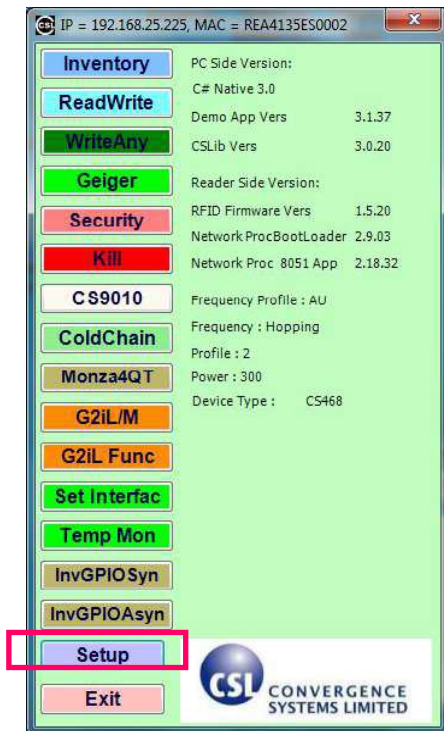 CSL IP = 192.168.25.225, MAC = REA4135ES0002 X
Inventory
ReadWrite
WriteAny
Geiger
Security
Kill
CS9010
ColdChain
Monza4QT
G2iL/M
G2iL Func
Set Interfac
Temp Mon
InvGPIOSyn
InvGPIOAsyn
Setup
Exit
PC Side Version:
C# Native 3.0
Demo App Vers 3.1.37
CSLib Vers 3.0.20
Reader Side Version:
RFID Firmware Vers 1.5.20
Network ProcBootLoader 2.9.03
Network Proc 8051 App 2.18.32
Frequency Profile : AU
Frequency : Hopping
Profile : 2
Power : 300
Device Type : CS468
CSL CONVERGENCE
SYSTEMS LIMITED